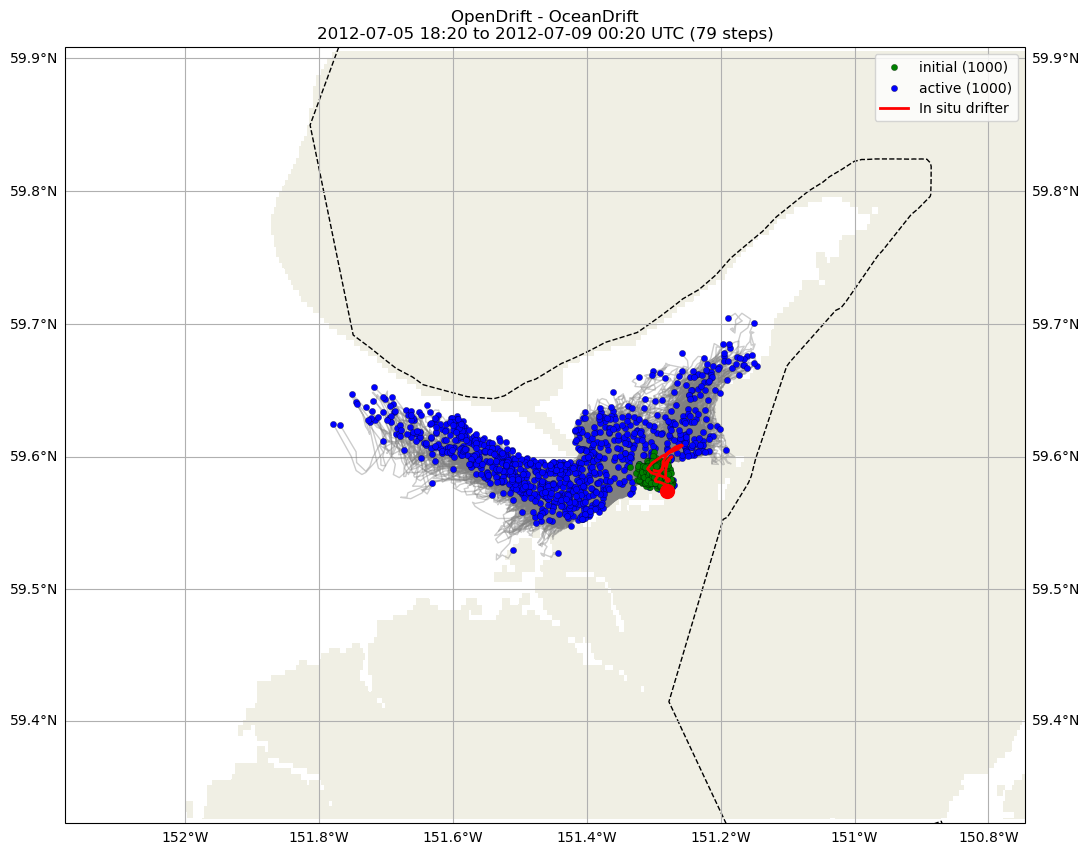 OpenDrift - OceanDrift
2012-07-05 18:20 to 2012-07-09 00:20 UTC (79 steps)
initial (1000)
active (1000)
In situ drifter
59.9°N
59.9°N
59.8°N
59.8°N
59.7°N
59.7°N
59.6°N
59.6°N
59.5°N
59.5°N
59.4°N
59.4°N
152°W
151.8°W
151.6°W
151.4°W
151.2°W
151°W
150.8°W